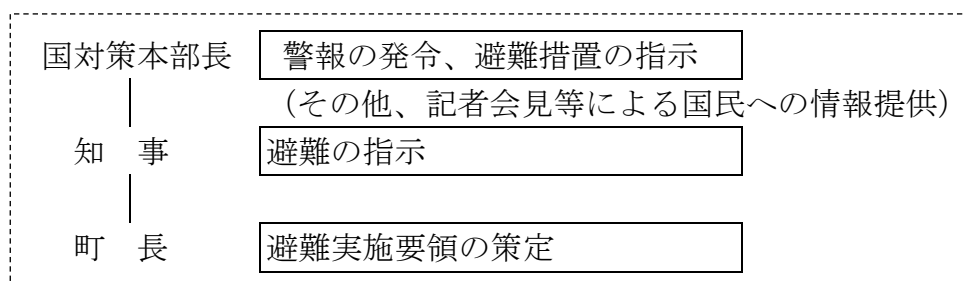 国対策本部長 警報の発令、避難措置の指示
（その他、記者会見等による国民への情報提供）
知　事 避難の指示
町　長 避難実施要領の策定